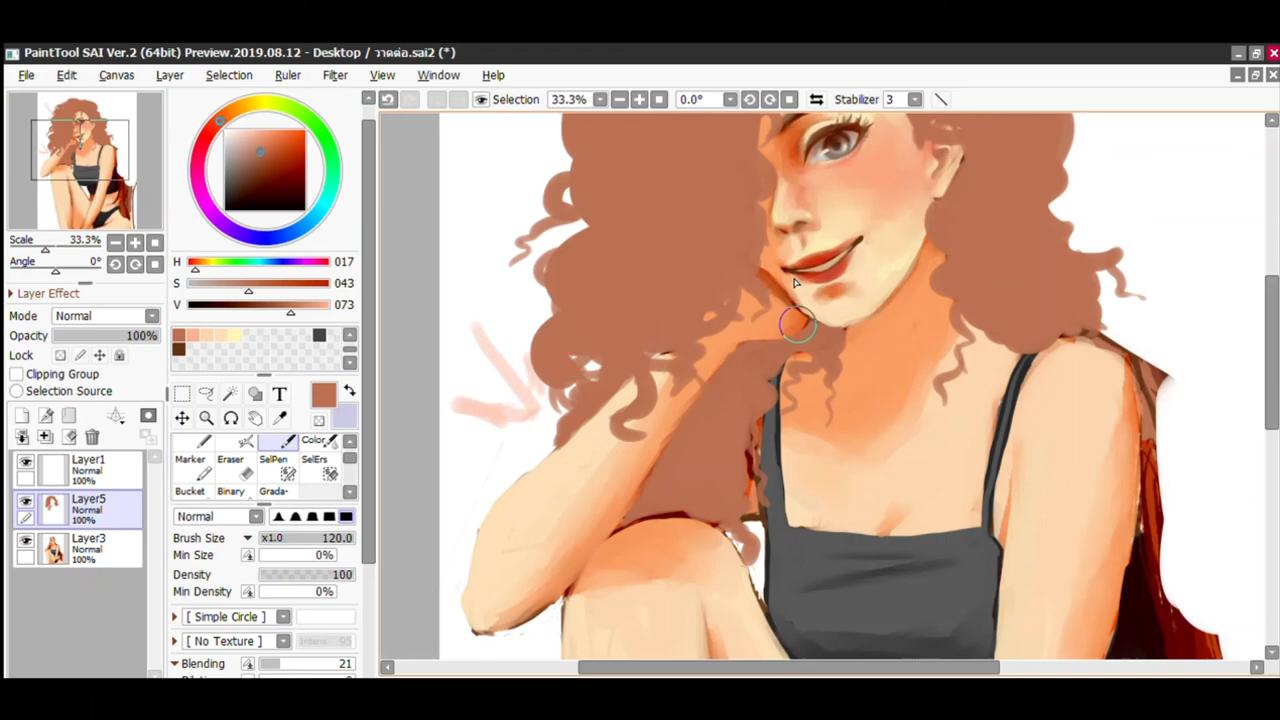 PaintTool SAI Ver.2 (64bit) Preview.2019.08.12 - Desktop / วาดต่อ.sai2 (*)
File Edit Canvas Layer Selection Ruler Filter View Window Help
Selection 33.3% 0.0° Stabilizer 3
Scale 33.3%
Angle 0°
Layer Effect
Mode Normal
Opacity 100%
Lock
Clipping Group
Selection Source
Layer1
Normal
100%
Layer5
Normal
100%
Layer3
Normal
100%
H 017
S 043
V 073
T
Color
Marker Eraser SelPen SelErs
Bucket Binary Grada-
Normal
Brush Size x1.0 120.0
Min Size 0%
Density 100
Min Density 0%
[ Simple Circle ]
[ No Texture ] 95
Blending 21